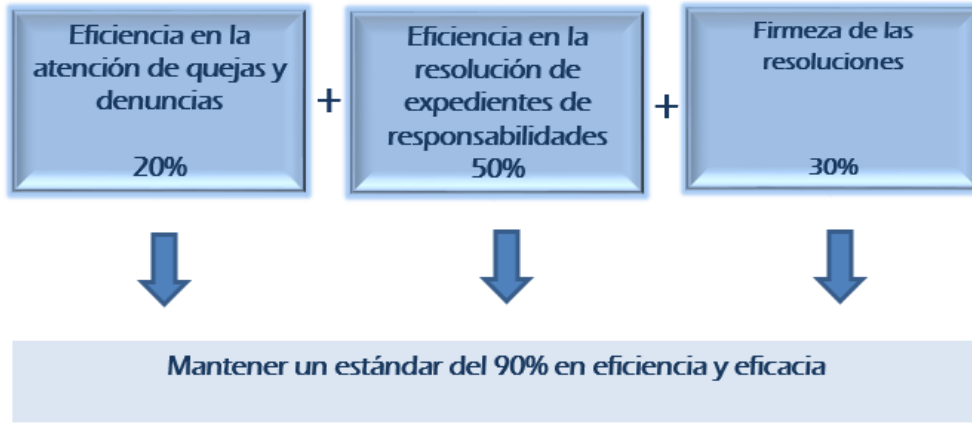 Eficiencia en la
atención de quejas y
denuncias
20%
+
Eficiencia en la
resolución de
expedientes de
responsabilidades
50%
+
Firmeza de las
resoluciones
30%
Mantener un estándar del 90% en eficiencia y eficacia